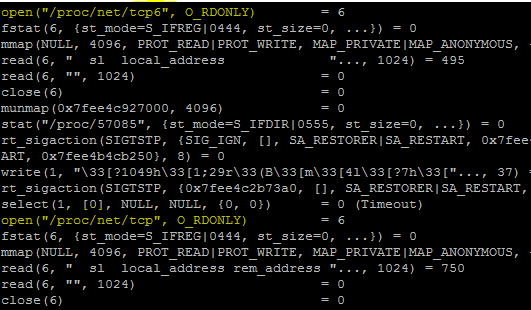 open("/proc/net/tcp6", O_RDONLY)        = 6
fstat(6, {st_mode=S_IFREG|0444, st_size=0, ...}) = 0
mmap(NULL, 4096, PROT_READ|PROT_WRITE, MAP_PRIVATE|MAP_ANONYMOUS, -
read(6, "  sl  local_address               "..., 1024) = 495
read(6, "", 1024)                       = 0
close(6)                                = 0
munmap(0x7fee4c927000, 4096)            = 0
stat("/proc/57085", {st_mode=S_IFDIR|0555, st_size=0, ...}) = 0
rt_sigaction(SIGTSTP, {SIG_IGN, [], SA_RESTORER|SA_RESTART, 0x7fee
ART, 0x7fee4b4cb250}, 8) = 0
write(1, "\33[?1049h\33[1;29r\33(B\33[m\33[4l\33[?7h\33["..., 37) =
rt_sigaction(SIGTSTP, {0x7fee4c2b73a0, [], SA_RESTORER|SA_RESTART,
select(1, [0], NULL, NULL, {0, 0})      = 0 (Timeout)
open("/proc/net/tcp", O_RDONLY)         = 6
fstat(6, {st_mode=S_IFREG|0444, st_size=0, ...}) = 0
mmap(NULL, 4096, PROT_READ|PROT_WRITE, MAP_PRIVATE|MAP_ANONYMOUS, -
read(6, "  sl  local_address rem_address "..., 1024) = 750
read(6, "", 1024)                       = 0
close(6)                                = 0